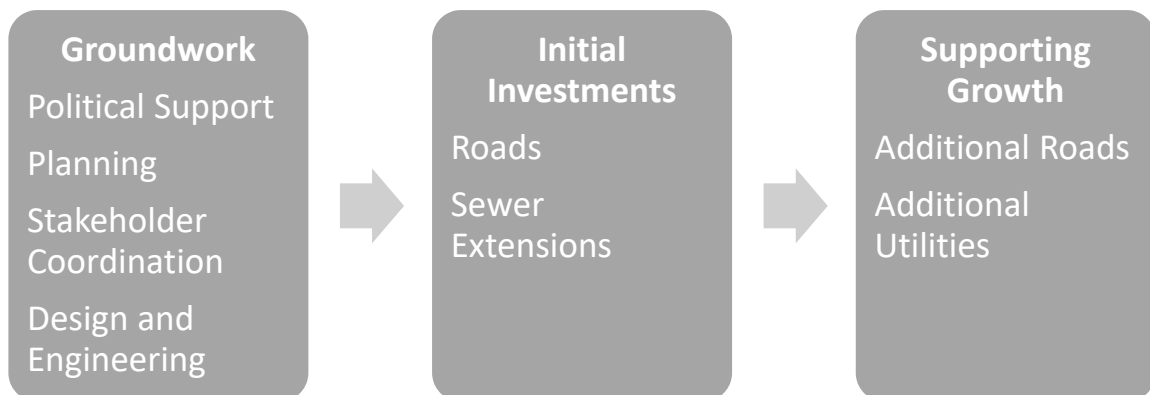 Groundwork
Political Support
Planning
Stakeholder
Coordination
Design and
Engineering
Initial
Investments
Roads
Sewer
Extensions
Supporting
Growth
Additional Roads
Additional
Utilities